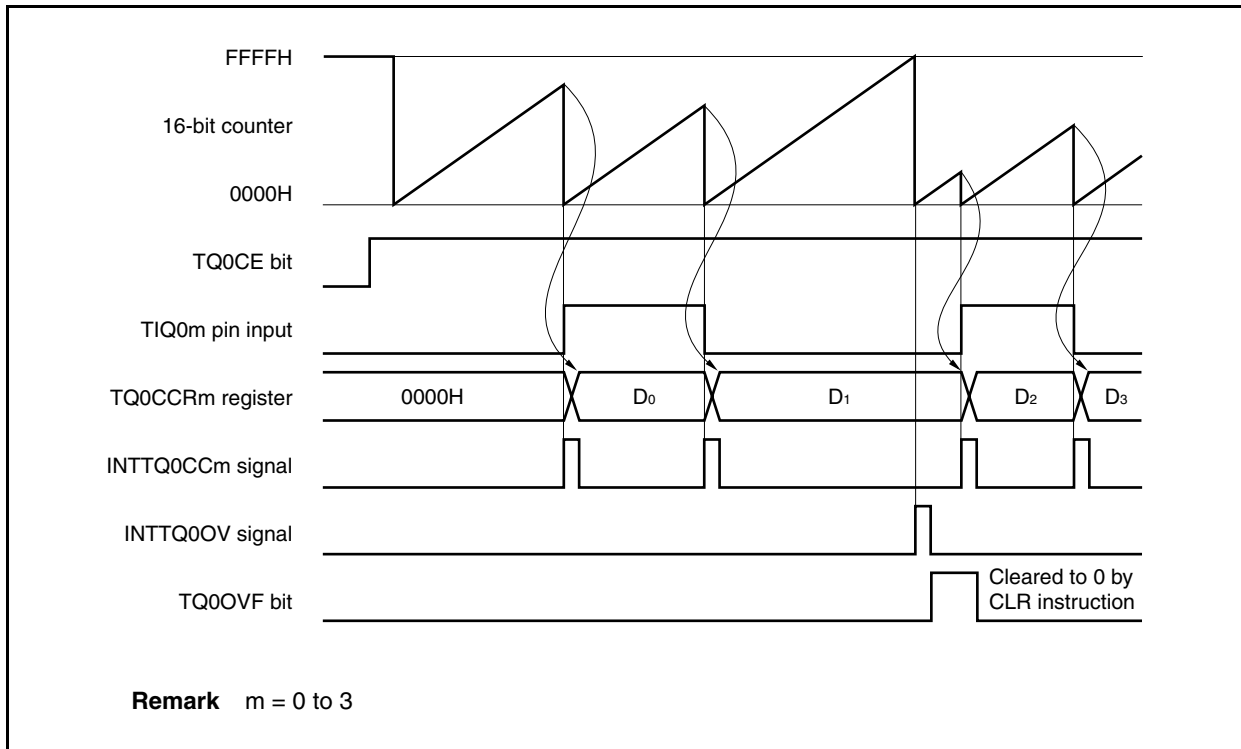 FFFFH
16-bit counter
0000H
TQ0CE bit
TIQ0m pin input
TQ0CCRm register
0000H D0 D1 D2 D3
INTTQ0CCm signal
INTTQ0OV signal
TQ0OVF bit
Cleared to 0 by
CLR instruction
Remark m = 0 to 3